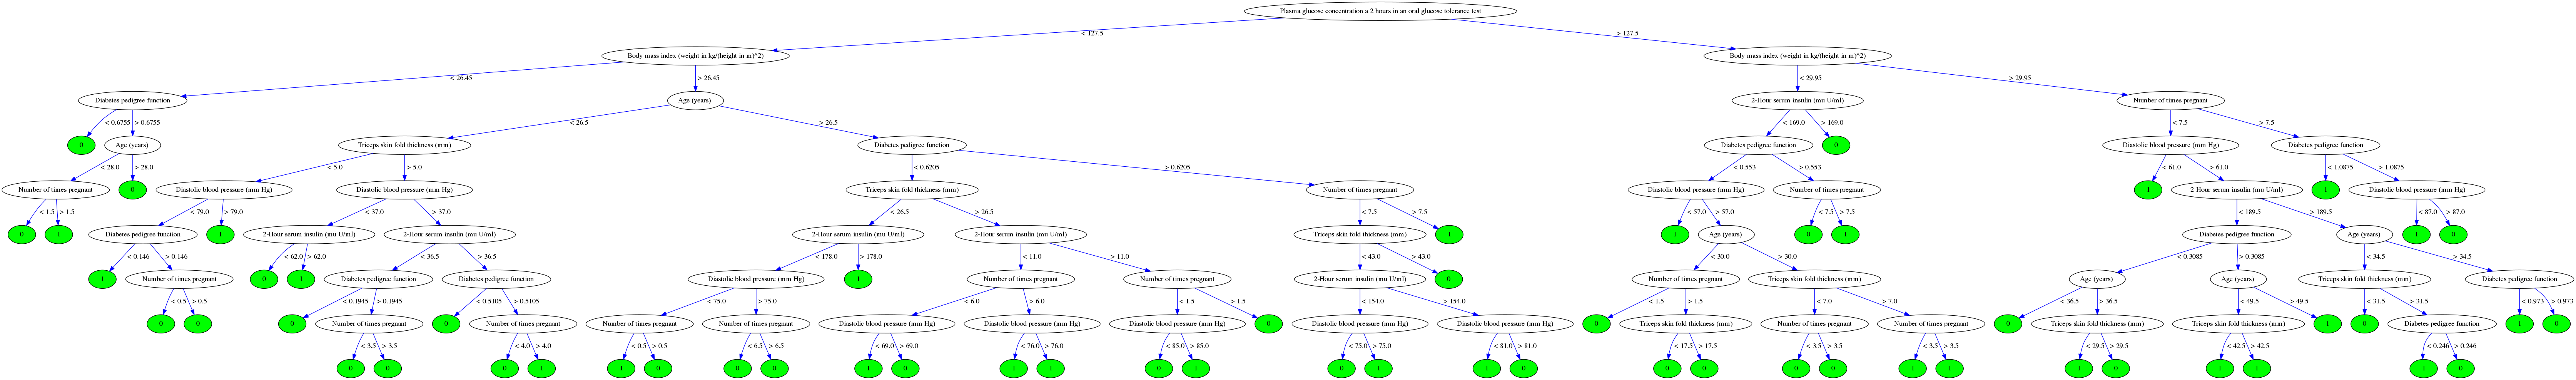 Plasma glucose concentration a 2 hours in an oral glucose tolerance test
< 127.5 > 127.5
Body mass index (weight in kg/(height in m)^2) Body mass index (weight in kg/(height in m)^2)
< 26.45 > 26.45 < 29.95 > 29.95
Diabetes pedigree function Age (years) 2-Hour serum insulin (mu U/ml) Number of times pregnant
< 0.6755 > 0.6755 < 26.5 > 26.5 < 169.0 > 169.0 < 7.5 > 7.5
0 Age (years) Triceps skin fold thickness (mm) Diabetes pedigree function Diabetes pedigree function 0 Diastolic blood pressure (mm Hg) Diabetes pedigree function
< 28.0 > 28.0 < 5.0 > 5.0 < 0.6205 > 0.6205 < 0.553 > 0.553 < 61.0 > 61.0 < 1.0875 > 1.0875
Number of times pregnant 0 Diastolic blood pressure (mm Hg) Diastolic blood pressure (mm Hg) Triceps skin fold thickness (mm) Number of times pregnant Diastolic blood pressure (mm Hg) Number of times pregnant 1 2-Hour serum insulin (mu U/ml) 1 Diastolic blood pressure (mm Hg)
< 1.5 > 1.5 < 79.0 > 79.0 < 37.0 > 37.0 < 26.5 > 26.5 < 7.5 > 7.5 < 57.0 > 57.0 < 7.5 > 7.5 < 189.5 > 189.5 < 87.0 > 87.0
0 1 Diabetes pedigree function 1 2-Hour serum insulin (mu U/ml) 2-Hour serum insulin (mu U/ml) 2-Hour serum insulin (mu U/ml) 2-Hour serum insulin (mu U/ml) Triceps skin fold thickness (mm) 1 1 Age (years) 0 1 Diabetes pedigree function Age (years) 1 0
< 0.146 > 0.146 < 62.0 > 62.0 < 36.5 > 36.5 < 178.0 > 178.0 < 11.0 > 11.0 < 43.0 > 43.0 < 30.0 > 30.0 < 0.3085 > 0.3085 < 34.5 > 34.5
1 Number of times pregnant 0 1 Diabetes pedigree function Diabetes pedigree function Diastolic blood pressure (mm Hg) 1 Number of times pregnant Number of times pregnant 2-Hour serum insulin (mu U/ml) 0 Number of times pregnant Triceps skin fold thickness (mm) Age (years) Age (years) Triceps skin fold thickness (mm) Diabetes pedigree function
< 0.5 > 0.5 < 0.1945 > 0.1945 < 0.5105 > 0.5105 < 75.0 > 75.0 < 6.0 > 6.0 < 1.5 > 1.5 < 154.0 > 154.0 < 1.5 > 1.5 < 7.0 > 7.0 < 36.5 > 36.5 < 49.5 > 49.5 < 31.5 > 31.5 < 0.973 > 0.973
0 0 0 Number of times pregnant 0 Number of times pregnant Number of times pregnant Number of times pregnant Diastolic blood pressure (mm Hg) Diastolic blood pressure (mm Hg) Diastolic blood pressure (mm Hg) 0 Diastolic blood pressure (mm Hg) Diastolic blood pressure (mm Hg) 0 Triceps skin fold thickness (mm) Number of times pregnant Number of times pregnant 0 Triceps skin fold thickness (mm) Triceps skin fold thickness (mm) 1 0 Diabetes pedigree function 1 0
< 3.5 > 3.5 < 4.0 > 4.0 < 0.5 > 0.5 < 6.5 > 6.5 < 69.0 > 69.0 < 76.0 > 76.0 < 85.0 > 85.0 < 75.0 > 75.0 < 81.0 > 81.0 < 17.5 > 17.5 < 3.5 > 3.5 < 3.5 > 3.5 < 29.5 > 29.5 < 42.5 > 42.5 < 0.246 > 0.246
0 0 0 1 1 0 0 0 1 0 1 1 0 1 0 1 1 0 0 0 0 0 1 1 1 0 1 1 1 0